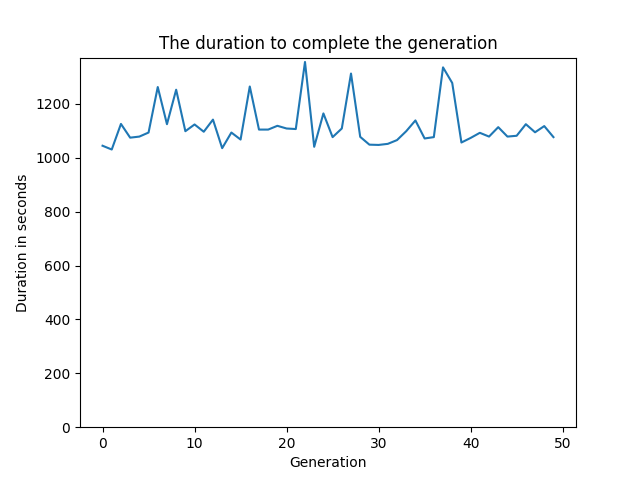 The duration to complete the generation
1200
1000
800
600
400
200
0
Duration in seconds
0 10 20 30 40 50
Generation